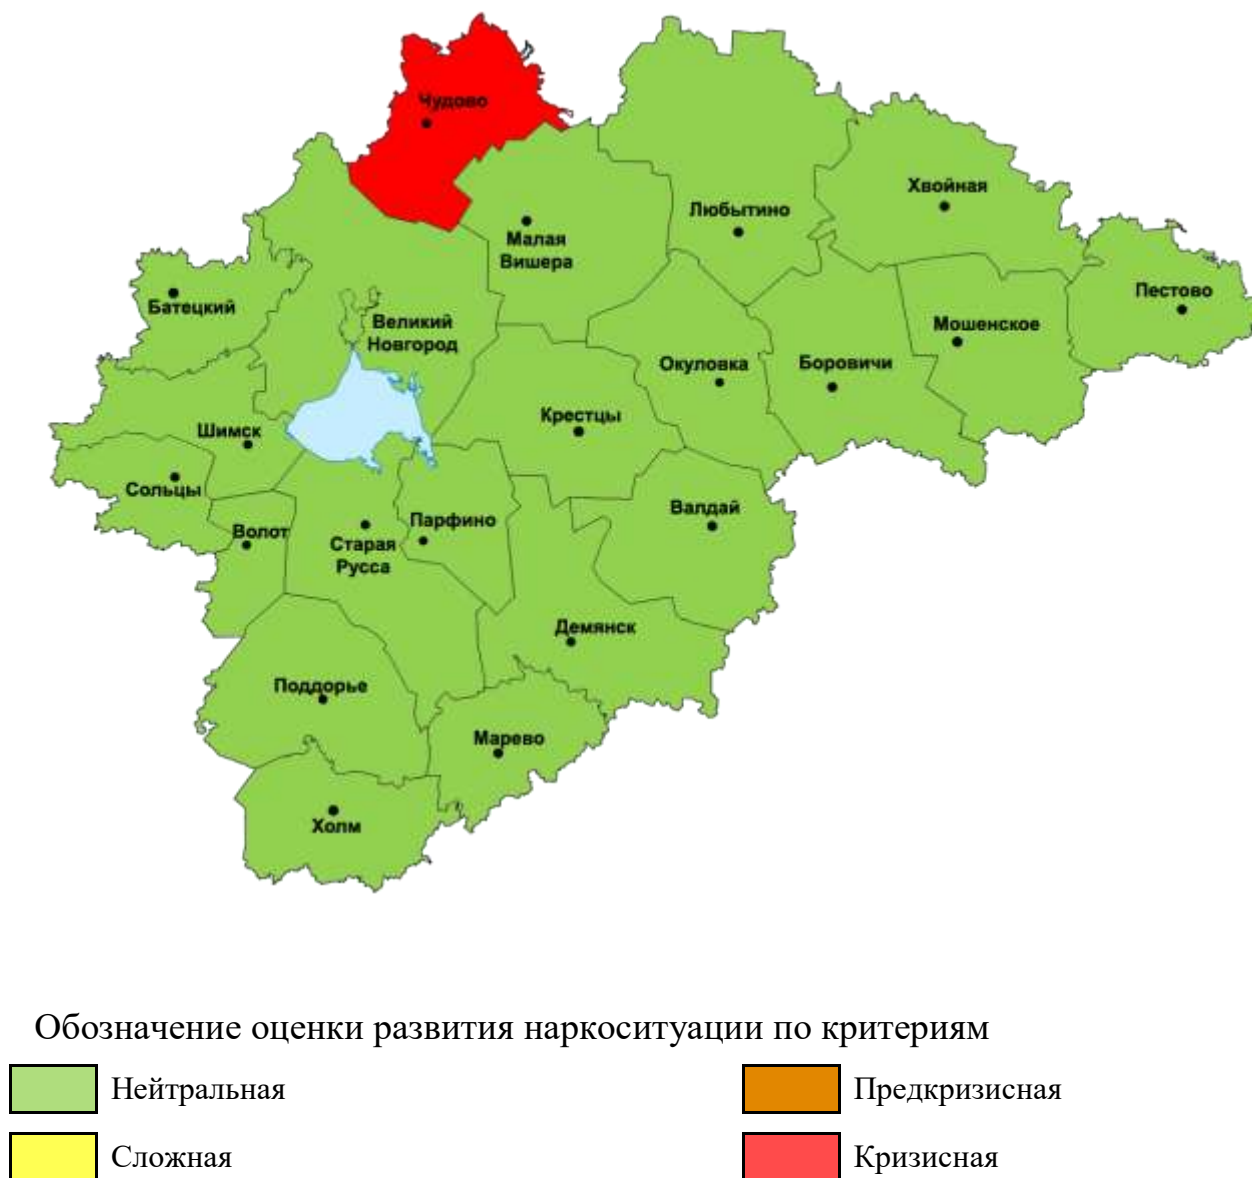 Чудово
Хвойная
Любытино
Малая
Вишера
Пестово
Батецкий
Великий
Новгород
Мошенское
Окуловка
Боровичи
Крестцы
Шимск
Сольцы
Валдай
Парфино
Волот
Старая
Русса
Демянск
Поддорье
Марево
Холм
Обозначение оценки развития наркоситуации по критериям
Нейтральная
Предкризисная
Сложная
Кризисная